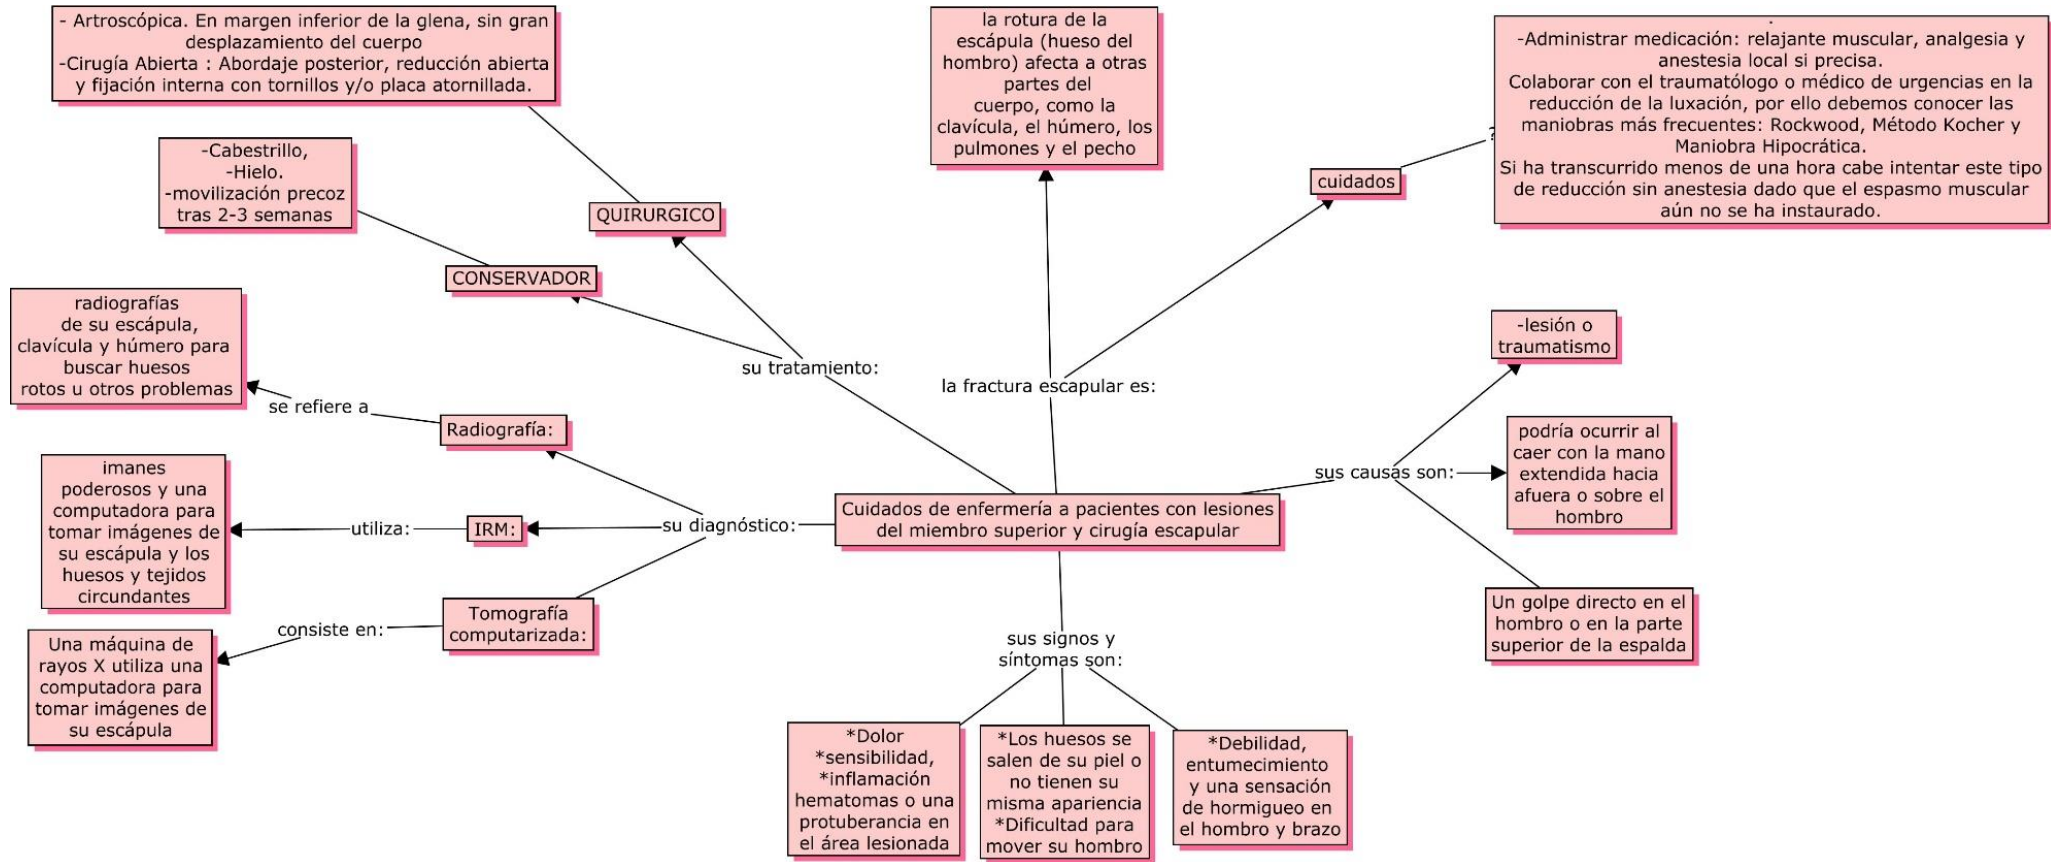 - Artroscópica. En margen inferior de la glena, sin gran
desplazamiento del cuerpo
-Cirugía Abierta : Abordaje posterior, reducción abierta
y fijación interna con tornillos y/o placa atornillada.
-Cabestrillo,
-Hielo.
-movilización precoz
tras 2-3 semanas
QUIRURGICO
CONSERVADOR
su tratamiento:
radiografías
de su escápula,
clavícula y húmero para
buscar huesos
rotos u otros problemas
se refiere a
Radiografía:
imanes
poderosos y una
computadora para
tomar imágenes de
su escápula y los
huesos y tejidos
circundantes
utiliza:
IRM:
su diagnóstico:
Una máquina de
rayos X utiliza una
computadora para
tomar imágenes de
su escápula
consiste en:
Tomografía
computarizada:
Cuidados de enfermería a pacientes con lesiones
del miembro superior y cirugía escapular
la rotura de la
escápula (hueso del
hombro) afecta a otras
partes del
cuerpo, como la
clavícula, el húmero, los
pulmones y el pecho
la fractura escapular es:
cuidados
?
.
-Administrar medicación: relajante muscular, analgesia y
anestesia local si precisa.
Colaborar con el traumatólogo o médico de urgencias en la
reducción de la luxación, por ello debemos conocer las
maniobras más frecuentes: Rockwood, Método Kocher y
Maniobra Hipocrática.
Si ha transcurrido menos de una hora cabe intentar este tipo
de reducción sin anestesia dado que el espasmo muscular
aún no se ha instaurado.
sus causas son:
-lesión o
traumatismo
podría ocurrir al
caer con la mano
extendida hacia
afuera o sobre el
hombro
Un golpe directo en el
hombro o en la parte
superior de la espalda
sus signos y
síntomas son:
*Dolor
*sensibilidad,
*inflamación
hematomas o una
protuberancia en
el área lesionada
*Los huesos se
salen de su piel o
no tienen su
misma apariencia
*Dificultad para
mover su hombro
*Debilidad,
entumecimiento
y una sensación
de hormigueo en
el hombro y brazo